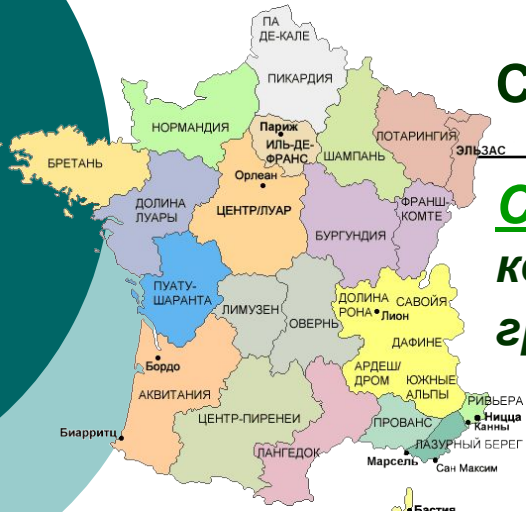 ПА
ДЕ-КАЛЕ
ПИКАРДИЯ
НОРМАНДИЯ
Париж
ИЛЬ-ДЕ-
ФРАНС
ШАМПАНЬ
ЛОТАРИНГИЯ
ЭЛЬЗАС
БРЕТАНЬ
Орлеан
ДОЛИНА
ЛУАРЫ
ЦЕНТР/ЛУАР
ФРАНШ-
КОМТЕ
БУРГУНДИЯ
ПУАТУ-
ШАРАНТА
ЛИМУЗЕН
ОВЕРНЬ
ДОЛИНА
РОНА
САВОЙЯ
Лион
ДАФИНЕ
Бордо
АРДЕШ/
ДРОМ
ЮЖНЫЕ
АЛЬПЫ
АКВИТАНИЯ
ЦЕНТР-ПИРЕНЕИ
РИВЬЕРА
Ницца
Канны
ПРОВАНС
Биарритц
ЛАЗУРНЫЙ БЕРЕГ
ЛАНГЕДОК
Марсель
Сан Максим
Бастия